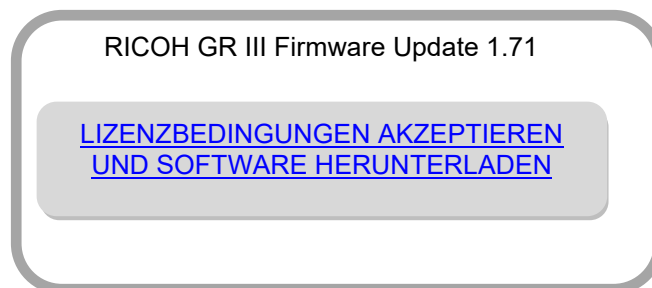 RICOH GR III Firmware Update 1.71
LIZENZBEDINGUNGEN AKZEPTIEREN
UND SOFTWARE HERUNTERLADEN